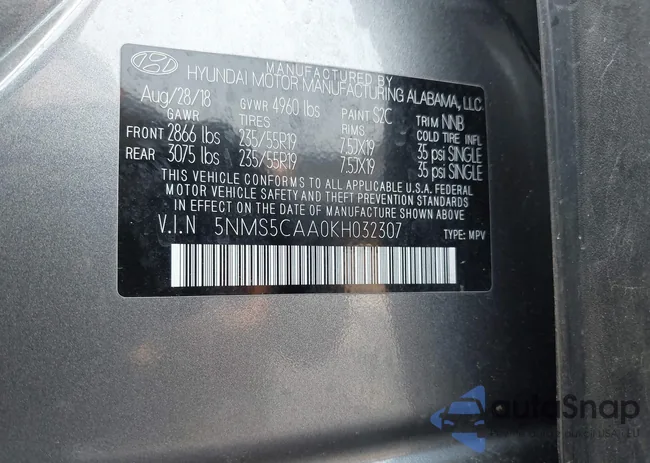 MANUFACTURED BY
HYUNDAI MOTOR MANUFACTURING ALABAMA, LLC.
Aug/28/18 GVWR 4960 lbs PAINT S2C TRIM NNB
GAWR TIRES RIMS COLD TIRE INFL
FRONT 2866 lbs 235/55R19 7.5JX19 35 psi SINGLE
REAR 3075 lbs 235/55R19 7.5JX19 35 psi SINGLE
THIS VEHICLE CONFORMS TO ALL APPLICABLE U.S.A. FEDERAL
MOTOR VEHICLE SAFETY AND THEFT PREVENTION STANDARDS
IN EFFECT ON THE DATE OF MANUFACTURE SHOWN ABOVE.
V.I.N 5NMS5CAA0KH032307 TYPE: MPV
autoSnap